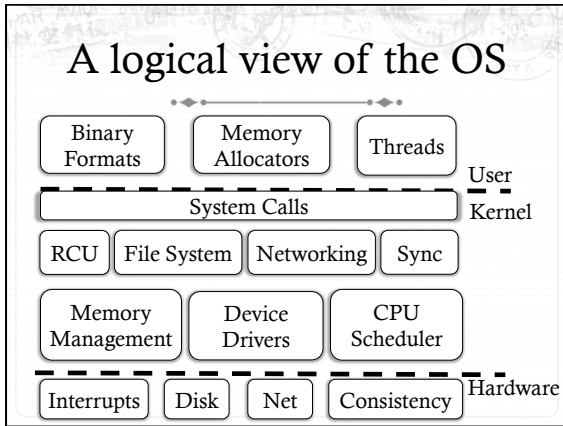 A logical view of the OS
Binary
Formats
Memory
Allocators
Threads
User
System Calls
Kernel
RCU
File System
Networking
Sync
Memory
Management
Device
Drivers
CPU
Scheduler
Hardware
Interrupts
Disk
Net
Consistency